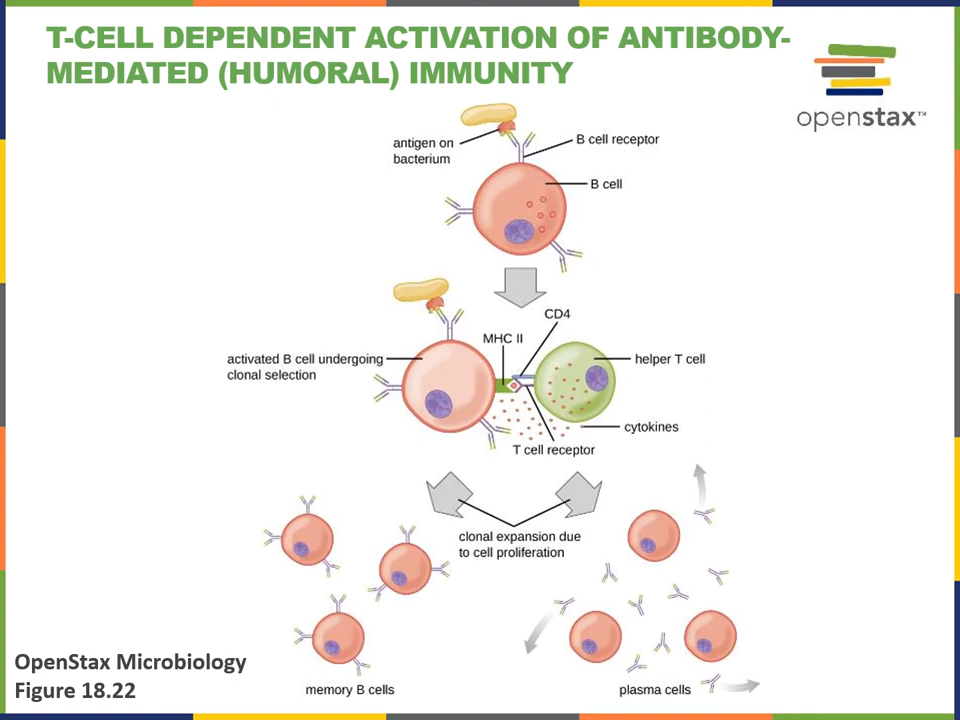 T-CELL DEPENDENT ACTIVATION OF ANTIBODY-
MEDIATED (HUMORAL) IMMUNITY
openstax™
antigen on
bacterium
B cell receptor
B cell
CD4
MHC II
activated B cell undergoing
clonal selection
helper T cell
cytokines
T cell receptor
clonal expansion due
to cell proliferation
OpenStax Microbiology
Figure 18.22
memory B cells
plasma cells